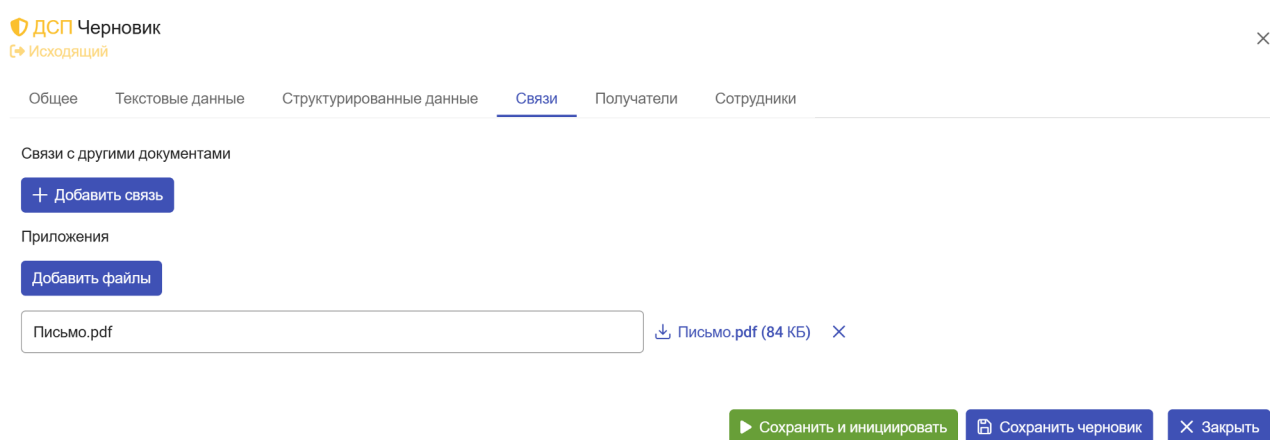 ДСП Черновик
Исходящий
Общее Текстовые данные Структурированные данные Связи Получатели Сотрудники
Связи с другими документами
+ Добавить связь
Приложения
Добавить файлы
Письмо.pdf Письмо.pdf (84 КБ)
Сохранить и инициировать Сохранить черновик Закрыть